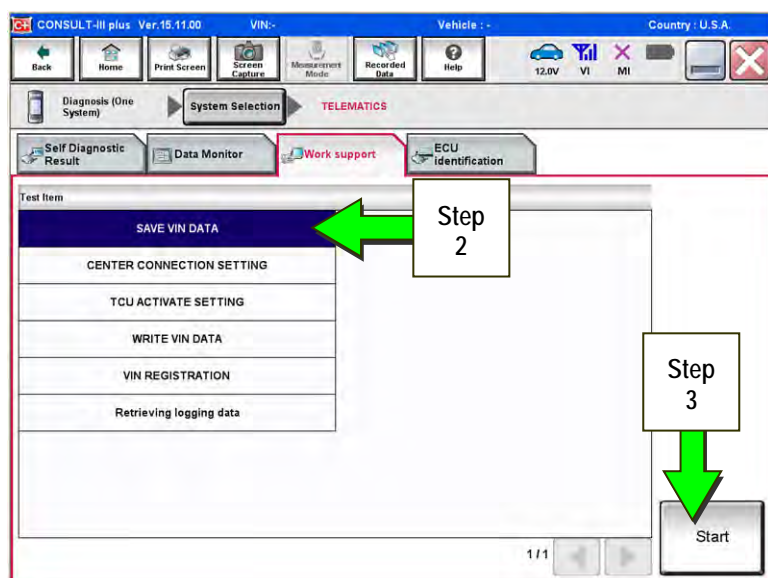 C+ CONSULT-III plus Ver.15.11.00 VIN:- Vehicle : - Country : U.S.A.
Back Home Print Screen Screen Capture Measurement Mode Recorded Data Help 12.0V VI MI
Diagnosis (One System) System Selection TELEMATICS
Self Diagnostic Result Data Monitor Work support ECU identification
Test Item
SAVE VIN DATA
CENTER CONNECTION SETTING
TCU ACTIVATE SETTING
WRITE VIN DATA
VIN REGISTRATION
Retrieving logging data
Step
2
Step
3
Start
1/1